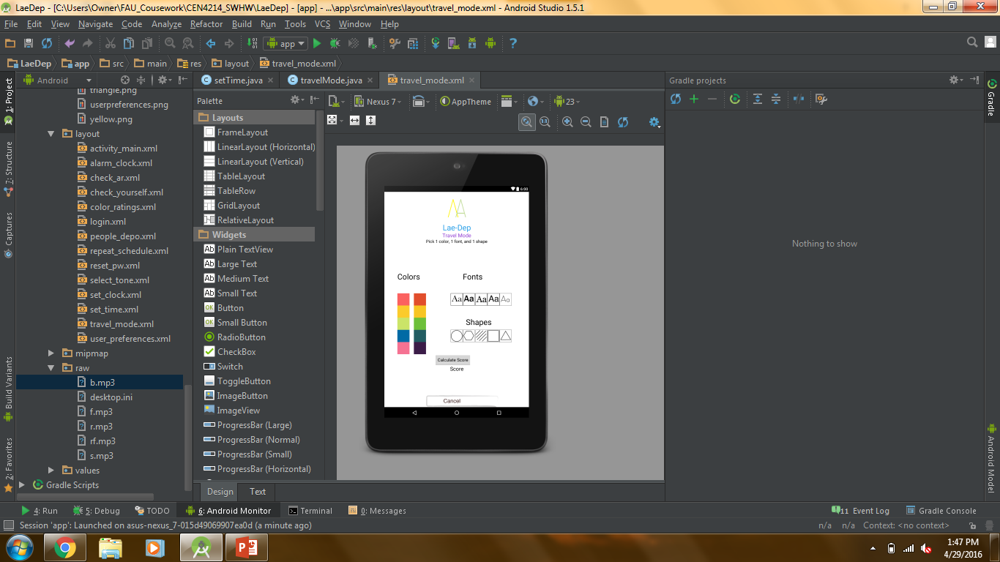 LaeDep - [C:\Users\Owner\FAU_Cousework\CEN4214_SWHW\LaeDep] - [app] - ...\app\src\main\res\layout\travel_mode.xml - Android Studio 1.5.1
File Edit View Navigate Code Analyze Refactor Build Run Tools VCS Window Help
app
LaeDep app src main res layout travel_mode.xml
1: Project
7: Structure
Captures
Build Variants
2: Favorites
Android
triangle.png
userpreferences.png
yellow.png
layout
activity_main.xml
alarm_clock.xml
check_ar.xml
check_yourself.xml
color_ratings.xml
login.xml
people_depo.xml
repeat_schedule.xml
reset_pw.xml
select_tone.xml
set_clock.xml
set_time.xml
travel_mode.xml
user_preferences.xml
mipmap
raw
b.mp3
desktop.ini
f.mp3
r.mp3
rf.mp3
s.mp3
values
Gradle Scripts
setTime.java travelMode.java travel_mode.xml
Palette
Layouts
FrameLayout
LinearLayout (Horizontal)
LinearLayout (Vertical)
TableLayout
TableRow
GridLayout
RelativeLayout
Widgets
Ab Plain TextView
Ab Large Text
Ab Medium Text
Ab Small Text
OK Button
OK Small Button
RadioButton
CheckBox
Switch
ToggleButton
ImageButton
ImageView
ProgressBar (Large)
ProgressBar (Normal)
ProgressBar (Small)
ProgressBar (Horizontal)
Nexus 7 AppTheme 23
1:1
6:00
AA
Lae-Dep
Travel Mode
Pick 1 color, 1 font, and 1 shape
Colors Fonts
Aa Aa Aa Aa Aa
Shapes
Calculate Score
Score
Cancel
Design Text
Gradle projects
Nothing to show
Gradle
Android Model
4: Run 5: Debug TODO 6: Android Monitor Terminal 0: Messages 11 Event Log Gradle Console
Session 'app': Launched on asus-nexus_7-015d49069907ea0d (a minute ago) n/a n/a Context: <no context>
1:47 PM
4/29/2016